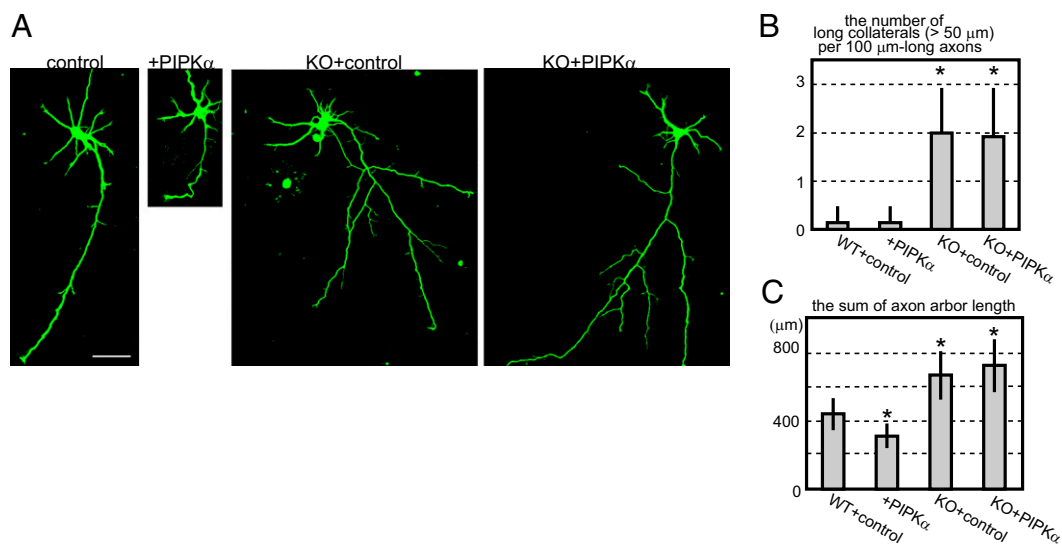 A
control
+PIPKα
KO+control
KO+PIPKα
B
the number of
long collaterals (> 50 μm)
per 100 μm-long axons
3
2
1
0
*
*
WT+control
+PIPKα
KO+control
KO+PIPKα
C
the sum of axon arbor length
(μm)
800
400
0
*
*
*
WT+control
+PIPKα
KO+control
KO+PIPKα